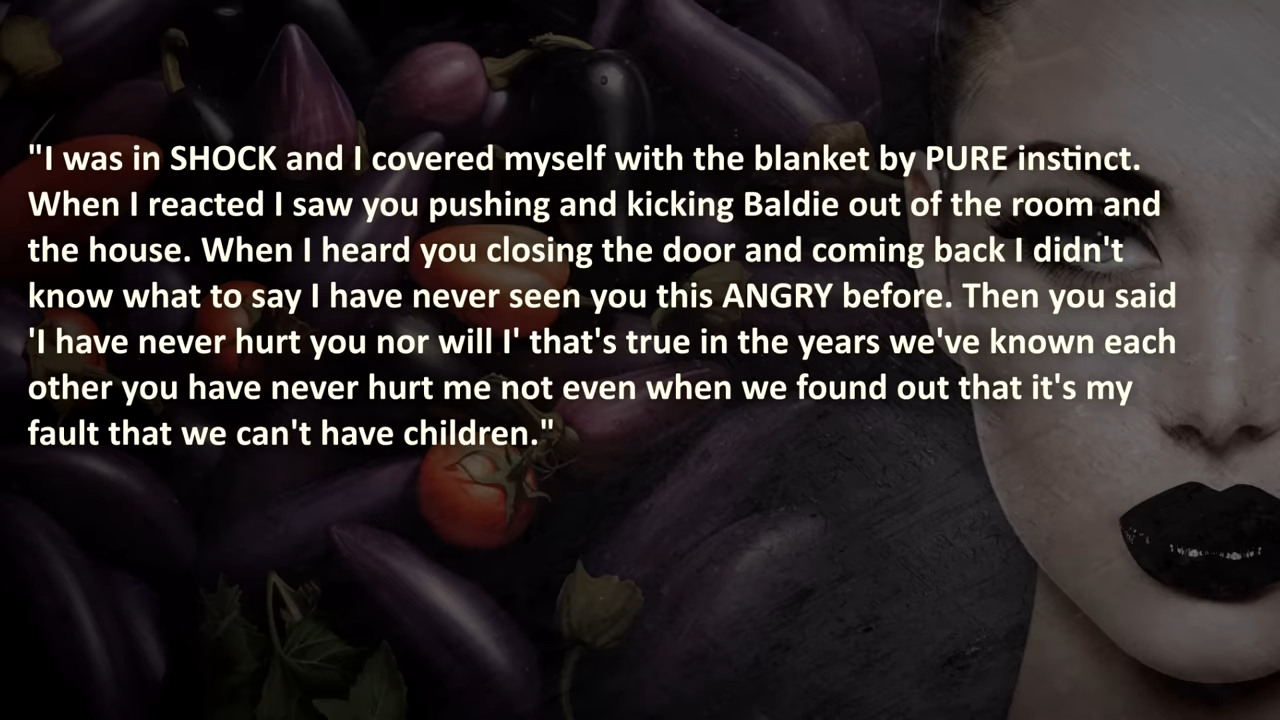 "I was in SHOCK and I covered myself with the blanket by PURE instinct.
When I reacted I saw you pushing and kicking Baldie out of the room and
the house. When I heard you closing the door and coming back I didn't
know what to say I have never seen you this ANGRY before. Then you said
'I have never hurt you nor will I' that's true in the years we've known each
other you have never hurt me not even when we found out that it's my
fault that we can't have children."